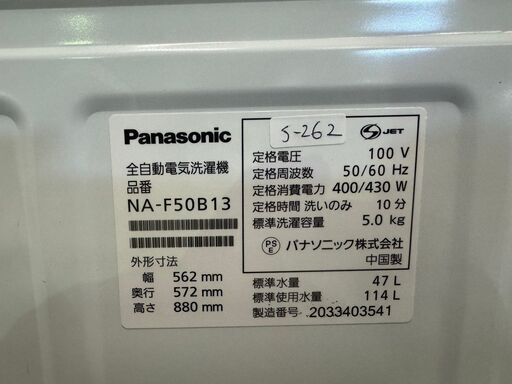 Panasonic
全自動電気洗濯機
品番
NA-F50B13
外形寸法
幅 562 mm
奥行 572 mm
高さ 880 mm
S-262
S JET
定格電圧 100 V
定格周波数 50/60 Hz
定格消費電力 400/430 W
定格時間 洗いのみ 10 分
標準洗濯容量 5.0 kg
PS E パナソニック株式会社
中国製
標準水量 47 L
標準使用水量 114 L
製造番号 .2033403541